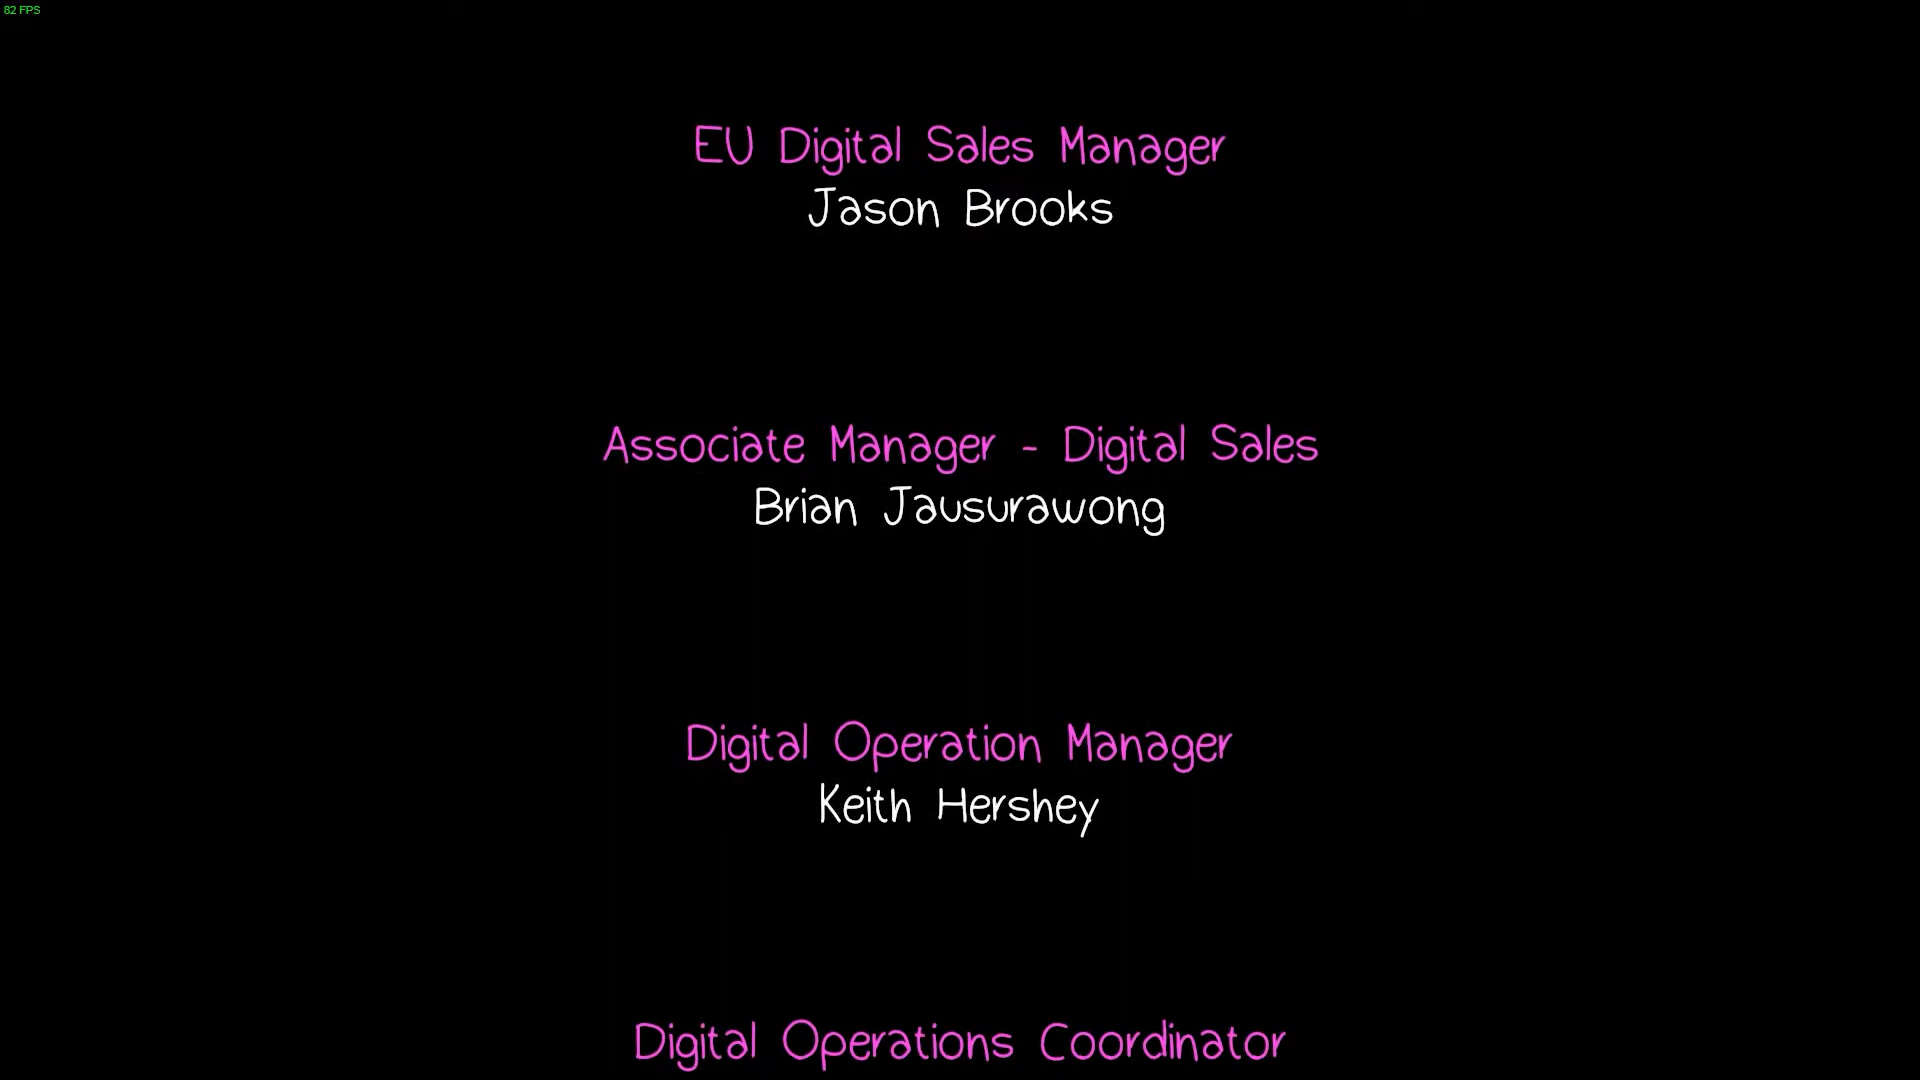 82 FPS
EU Digital Sales Manager
Jason Brooks
Associate Manager - Digital Sales
Brian Jausurawong
Digital Operation Manager
Keith Hershey
Digital Operations Coordinator